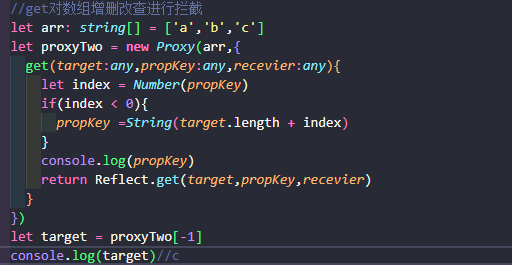 //get对数组增删改查进行拦截
let arr: string[] = ['a','b','c']
let proxyTwo = new Proxy(arr,{
  get(target:any,propKey:any,recevier:any){
    let index = Number(propKey)
    if(index < 0){
      propKey =String(target.length + index)
    }
    console.log(propKey)
    return Reflect.get(target,propKey,recevier)
  }
})
let target = proxyTwo[-1]
console.log(target)//c